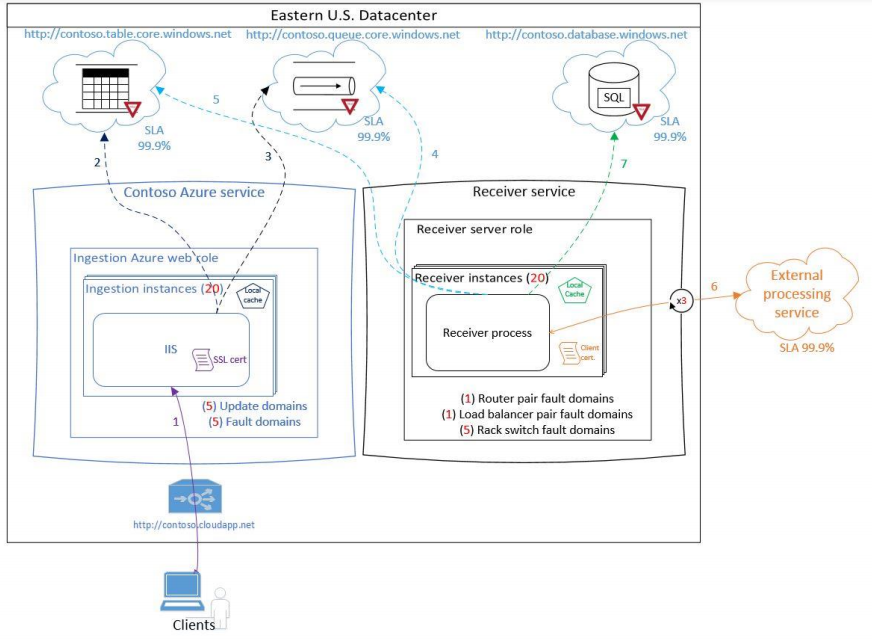 Eastern U.S. Datacenter
http://contoso.table.core.windows.net
http://contoso.queue.core.windows.net
http://contoso.database.windows.net
SLA
99.9%
SLA
99.9%
SQL
SLA
99.9%
5
2
3
4
7
Contoso Azure service
Ingestion Azure web role
Ingestion instances (20)
Local
cache
IIS
SSL cert
(5) Update domains
(5) Fault domains
1
http://contoso.cloudapp.net
Clients
Receiver service
Receiver server role
Receiver instances (20)
Local
Cache
Receiver process
Client
cert.
(1) Router pair fault domains
(1) Load balancer pair fault domains
(5) Rack switch fault domains
x3
6
External
processing
service
SLA 99.9%